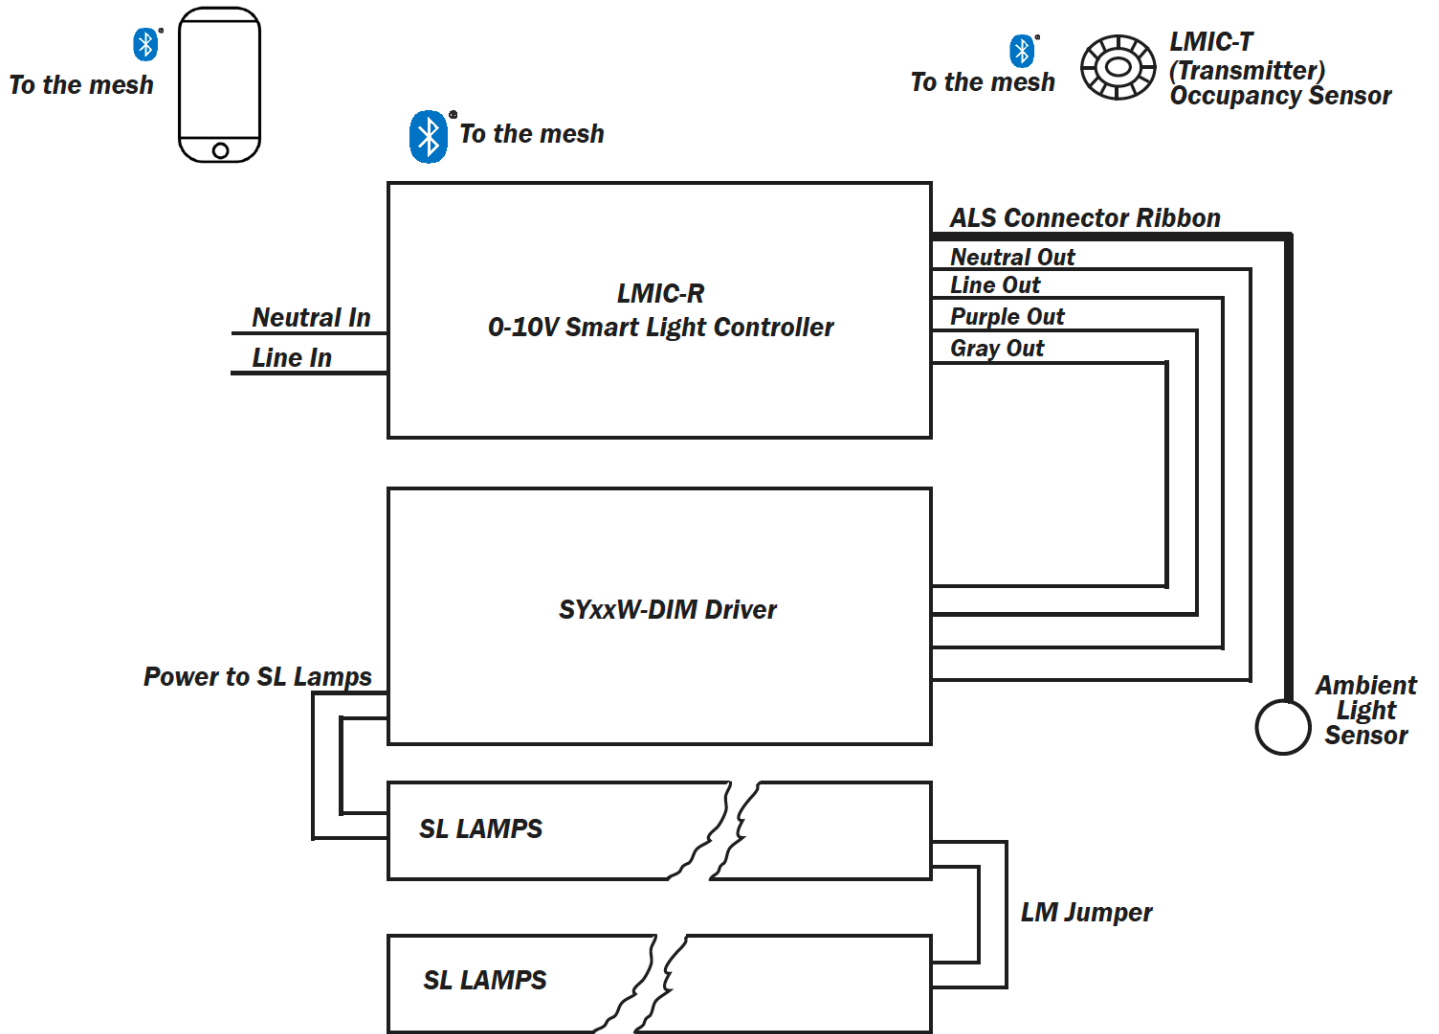 To the mesh
To the mesh
LMIC-T
(Transmitter)
Occupancy Sensor
To the mesh
ALS Connector Ribbon
Neutral Out
Line Out
Purple Out
Gray Out
LMIC-R
0-10V Smart Light Controller
Neutral In
Line In
SYxxW-DIM Driver
Power to SL Lamps
Ambient
Light
Sensor
SL LAMPS
LM Jumper
SL LAMPS